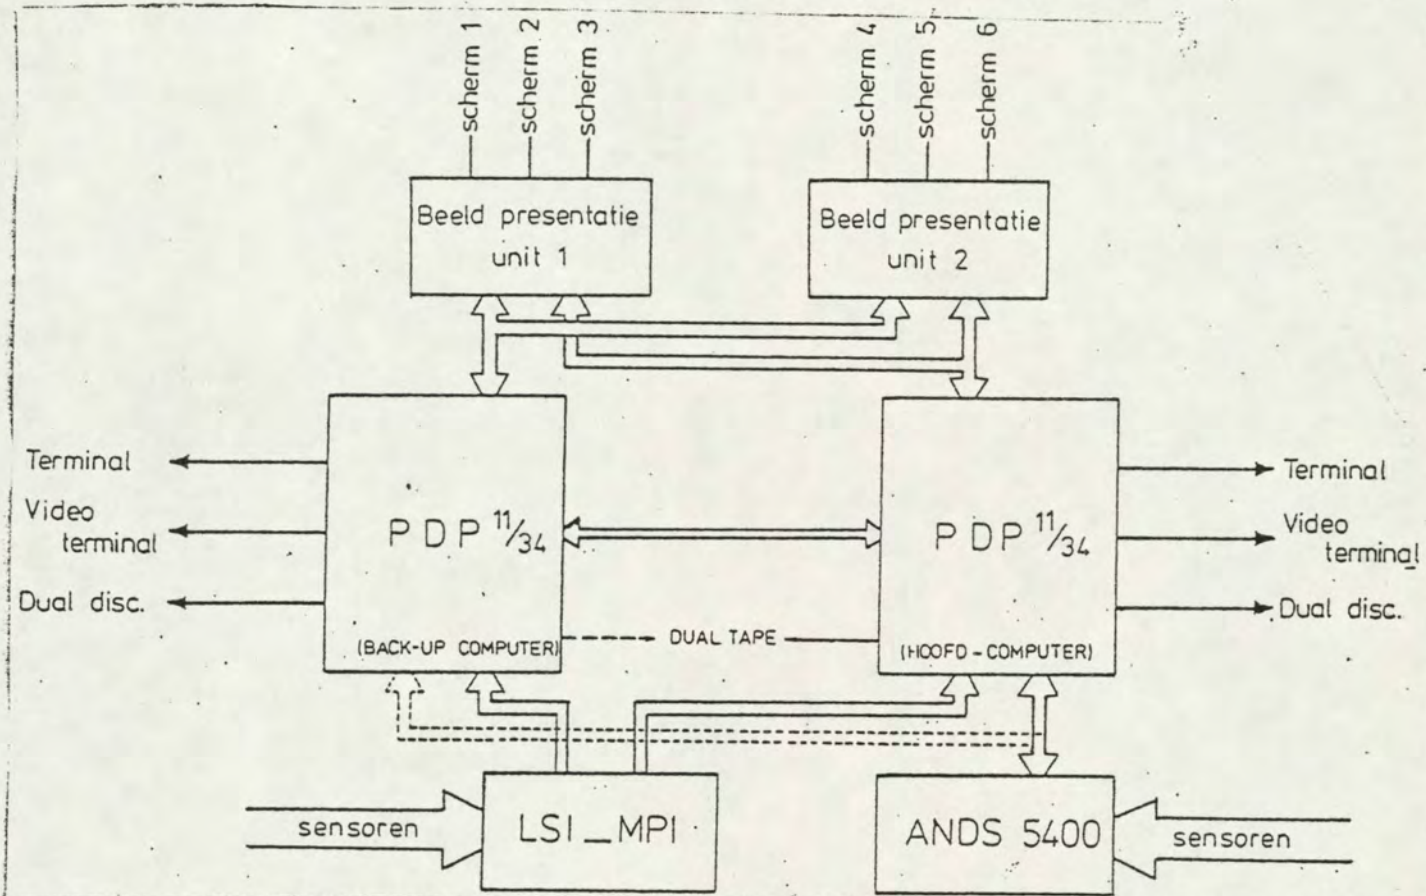 scherm 1
scherm 2
scherm 3
scherm 4
scherm 5
scherm 6
Beeld presentatie
unit 1
Beeld presentatie
unit 2
Terminal
Video
terminal
Dual disc.
PDP 11/34
(BACK-UP COMPUTER)
DUAL TAPE
PDP 11/34
(HOOFD-COMPUTER)
Terminal
Video
terminal
Dual disc.
sensoren
LSI_MPI
ANDS 5400
sensoren